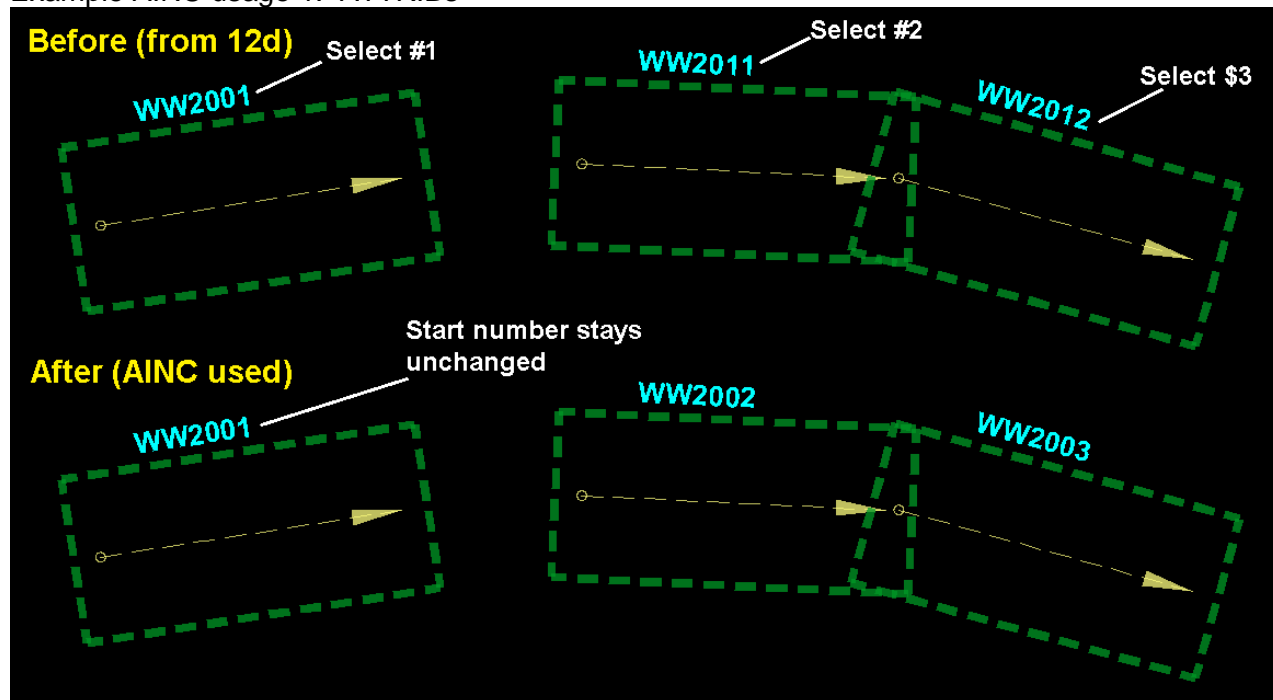 Before (from 12d)
Select #1
Select #2
Select $3
WW2001
WW2011
WW2012
Start number stays
unchanged
After (AINC used)
WW2001
WW2002
WW2003